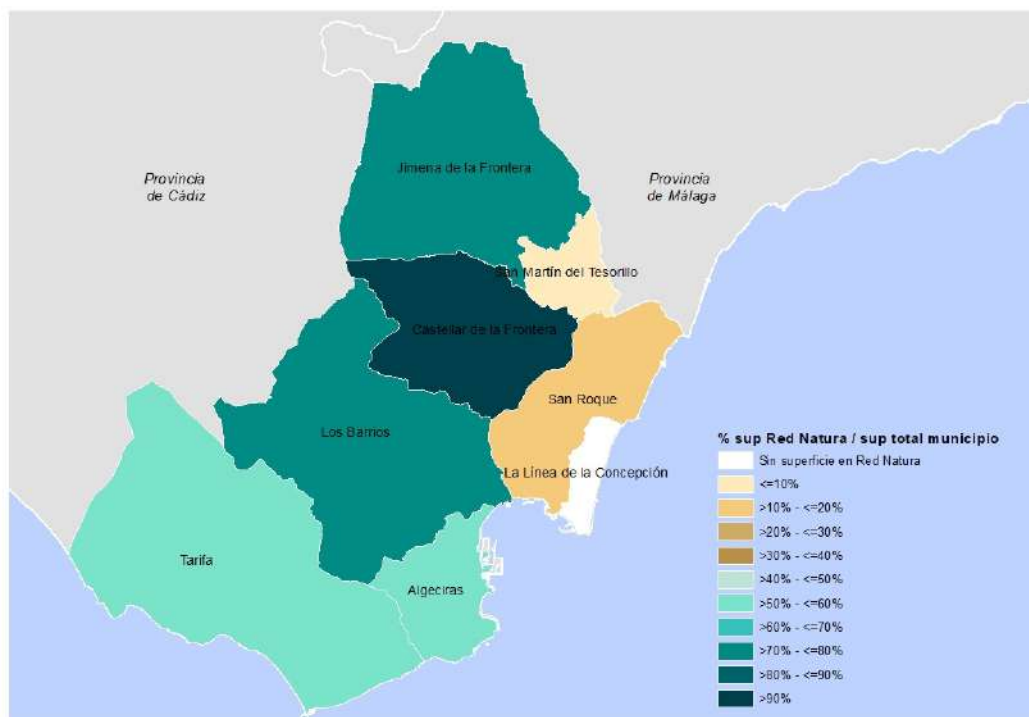 Jimena de la Frontera
Provincia
de Cádiz
Provincia
de Málaga
San Martín del Tesorillo
Castellar de la Frontera
San Roque
Los Barrios
La Línea de la Concepción
Tarifa
Algeciras
% sup Red Natura / sup total municipio
Sin superficie en Red Natura
<=10%
>10% - <=20%
>20% - <=30%
>30% - <=40%
>40% - <=50%
>50% - <=60%
>60% - <=70%
>70% - <=80%
>80% - <=90%
>90%